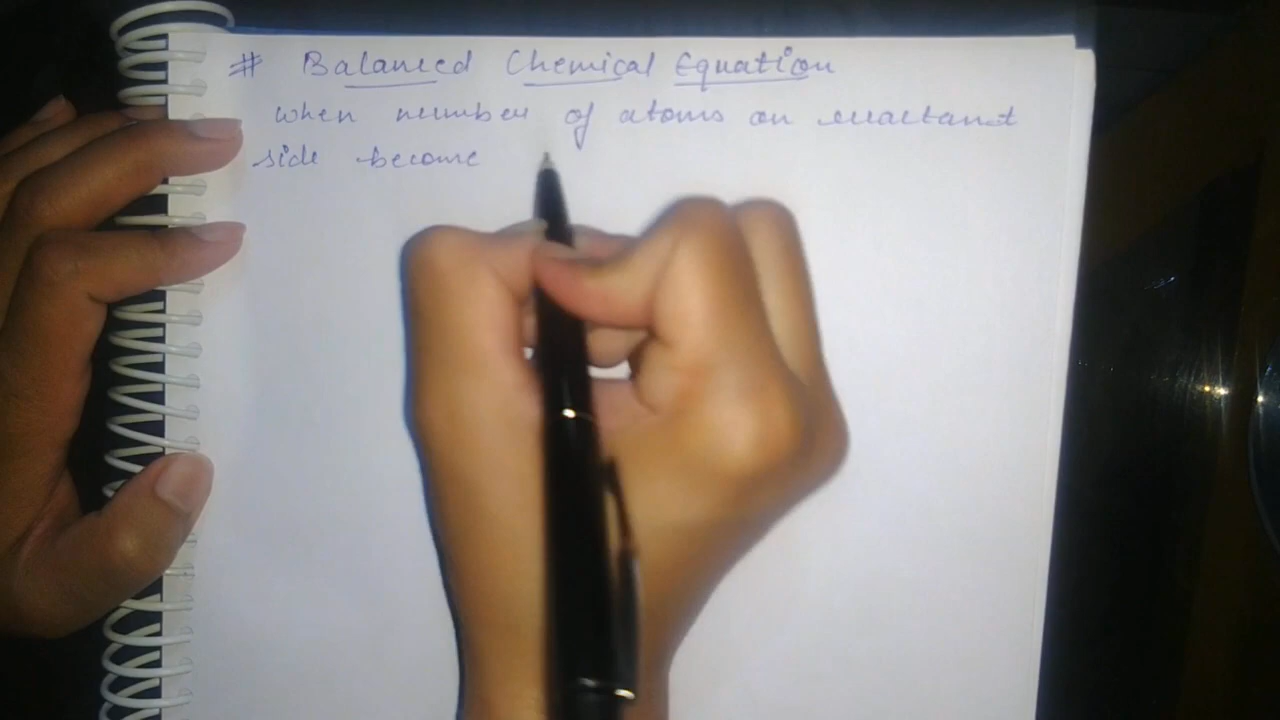 # Balanced Chemical Equation
when number of atoms on reactant
side become